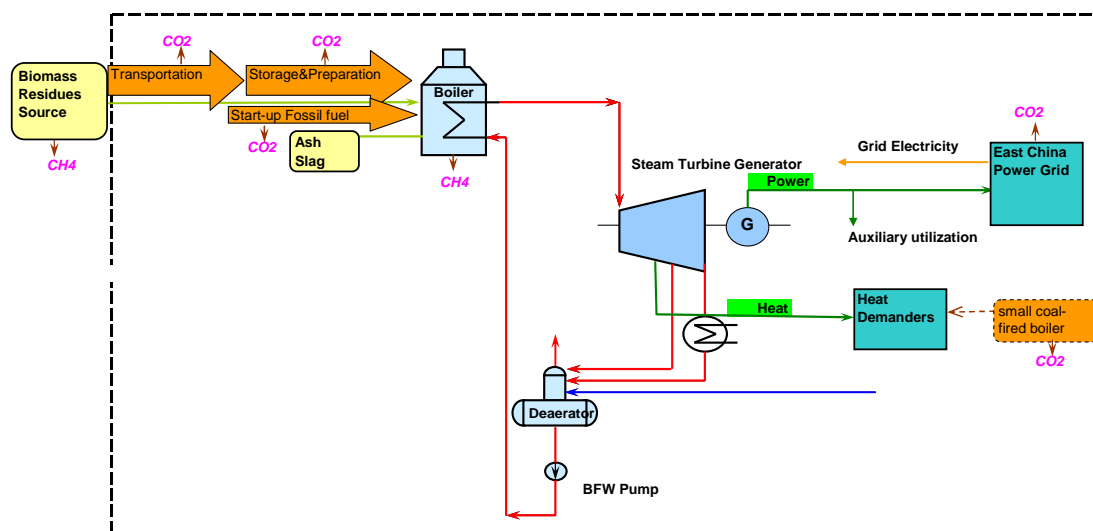 CO2
CO2
Transportation
Storage&Preparation
Biomass
Residues
Source
Boiler
Start-up Fossil fuel
CO2
CH4
Ash
Slag
CH4
CO2
Grid Electricity
East China
Power Grid
Steam Turbine Generator
Power
G
Auxiliary utilization
Heat
Heat
Demanders
small coal-
fired boiler
CO2
Deaerator
BFW Pump